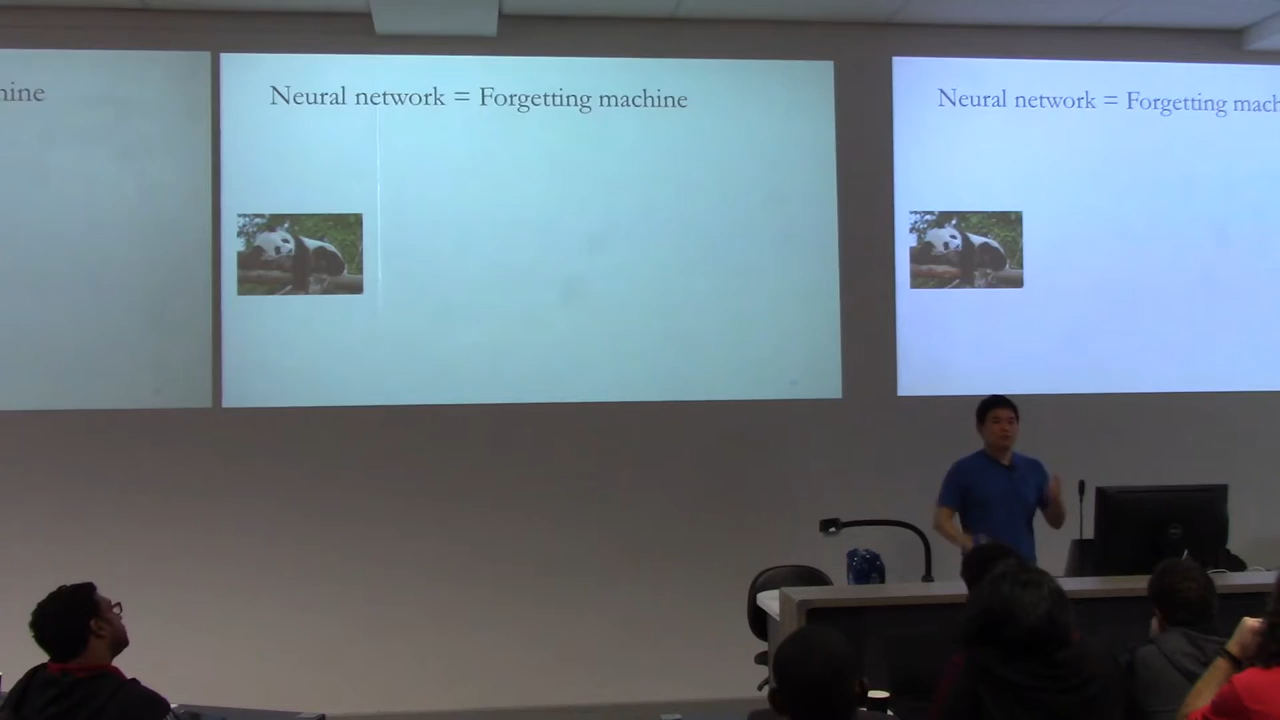 hine
Neural network = Forgetting machine
Neural network = Forgetting mach